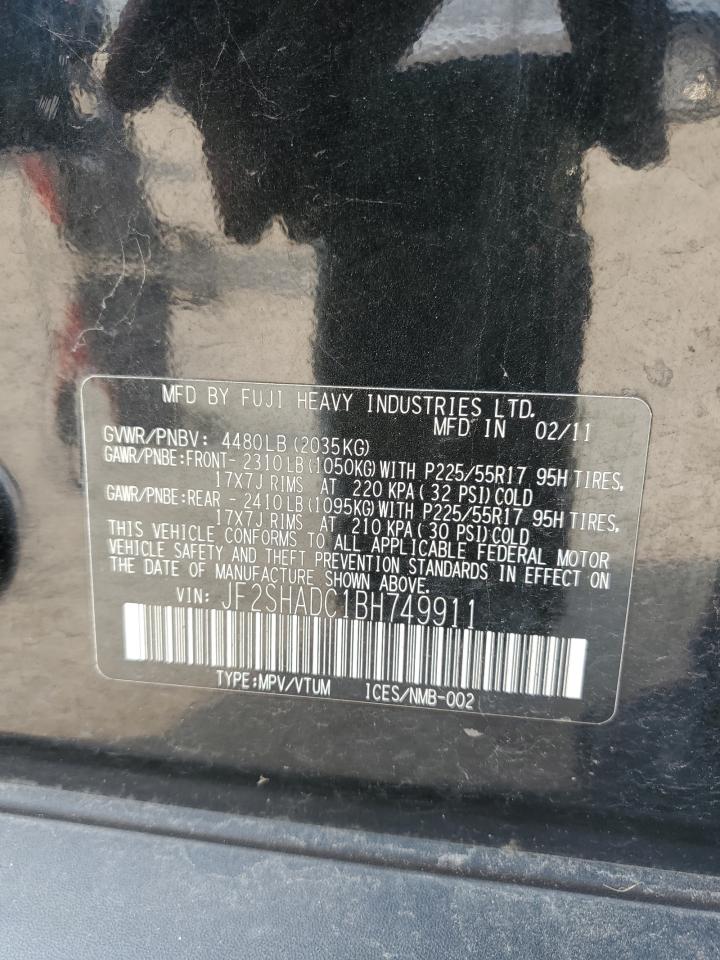 MFD BY FUJI HEAVY INDUSTRIES LTD.
MFD IN 02/11
GVWR/PNBV: 4480LB (2035KG)
GAWR/PNBE:FRONT- 2310LB (1050KG) WITH P225/55R17 95H TIRES,
17X7J RIMS AT 220 KPA (32 PSI) COLD
GAWR/PNBE:REAR - 2410LB (1095KG) WITH P225/55R17 95H TIRES,
17X7J RIMS AT 210 KPA (30 PSI) COLD
THIS VEHICLE CONFORMS TO ALL APPLICABLE FEDERAL MOTOR
VEHICLE SAFETY AND THEFT PREVENTION STANDARDS IN EFFECT ON
THE DATE OF MANUFACTURE SHOWN ABOVE.
VIN: JF2SHADC1BH749911
TYPE:MPV/VTUM ICES/NMB-002